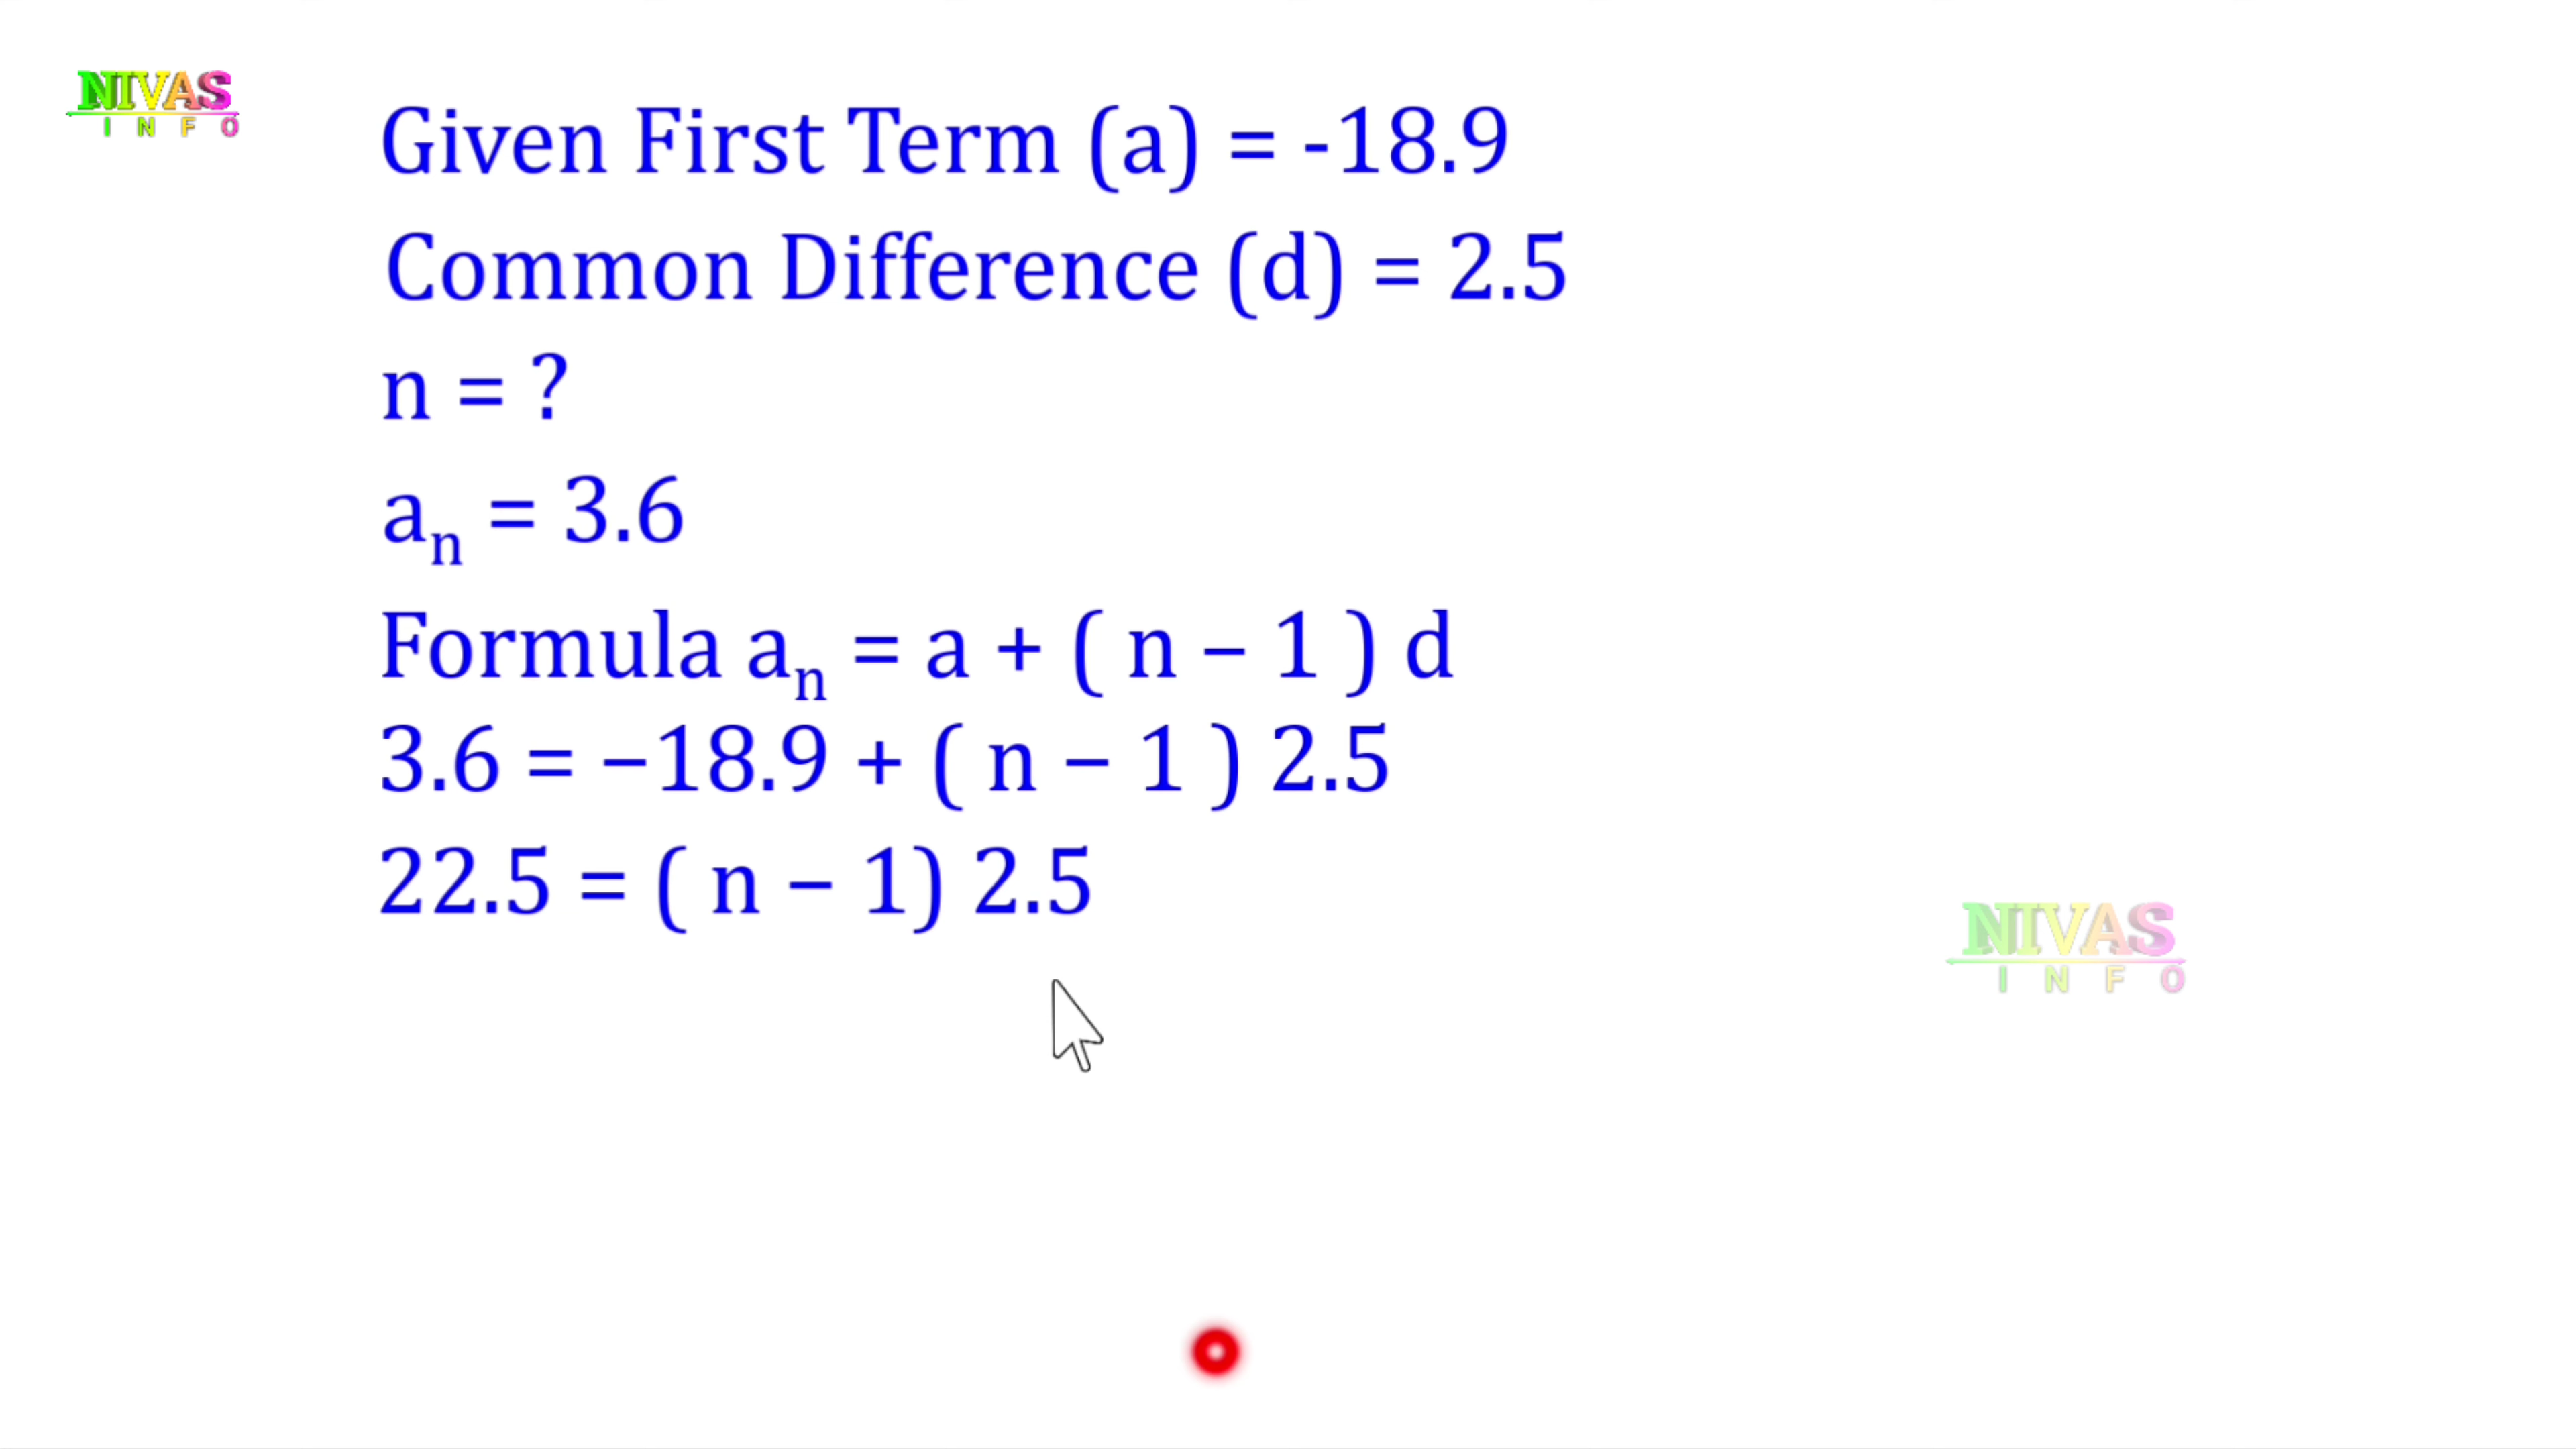 NIVAS
INFO
Given First Term (a) = -18.9
Common Difference (d) = 2.5
n = ?
aₙ = 3.6
Formula aₙ = a + ( n – 1 ) d
3.6 = –18.9 + ( n – 1 ) 2.5
22.5 = ( n – 1) 2.5
NIVAS
INFO